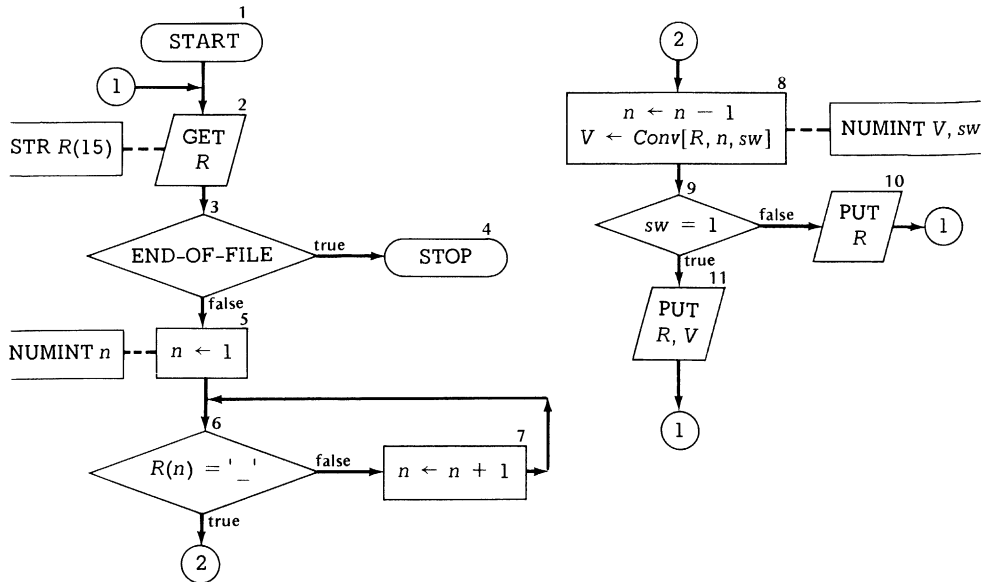 1
START
1
2
GET
R
STR R(15)
3
END-OF-FILE
true
4
STOP
false
5
NUMINT n
n ← 1
6
R(n) = '_'
false
7
n ← n + 1
true
2
2
8
n ← n − 1
V ← Conv[R, n, sw]
NUMINT V, sw
9
sw = 1
false
10
PUT
R
1
true
11
PUT
R, V
1